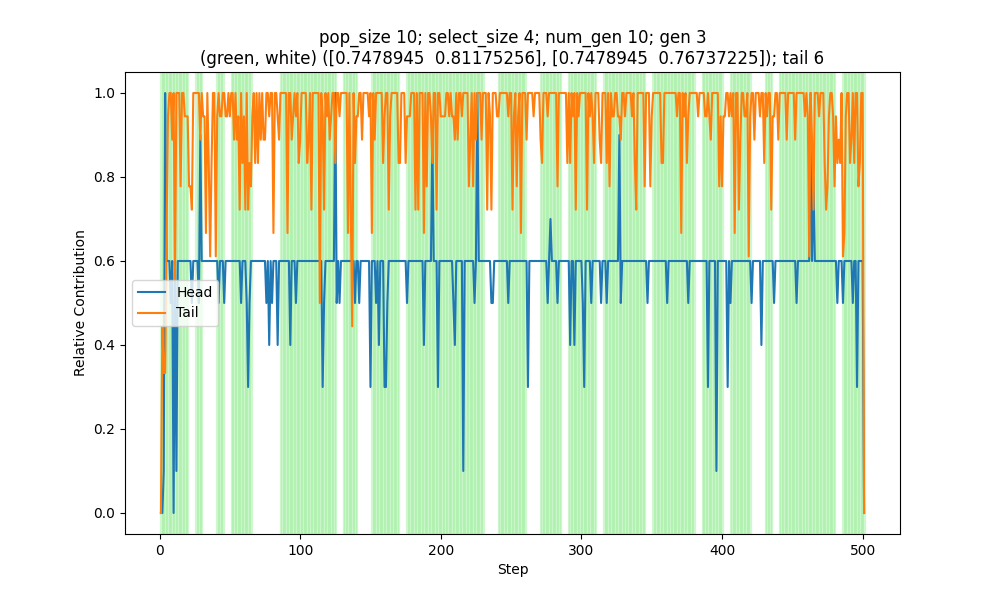 pop_size 10; select_size 4; num_gen 10; gen 3
(green, white) ([0.7478945  0.81175256], [0.7478945  0.76737225]); tail 6
1.0
0.8
0.6
0.4
0.2
0.0
Relative Contribution
Head
Tail
0
100
200
300
400
500
Step